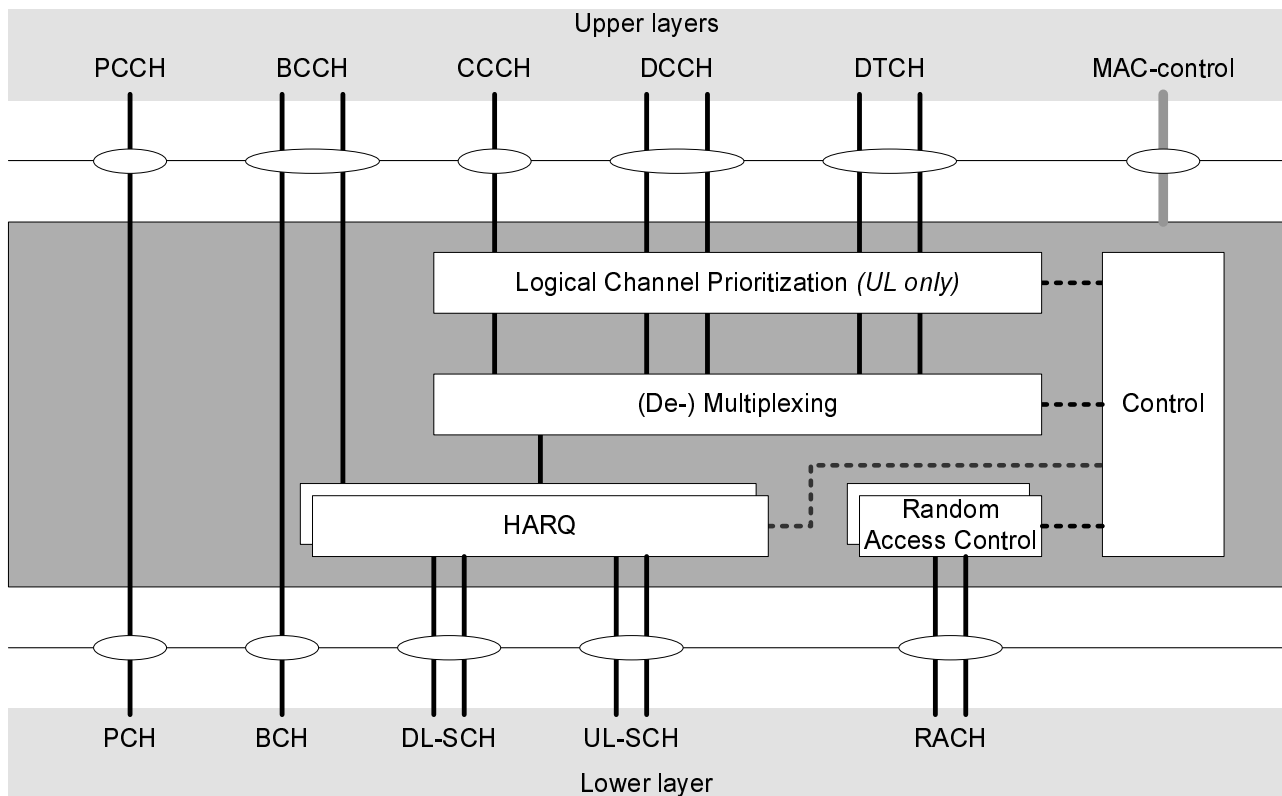 Upper layers
PCCH BCCH CCCH DCCH DTCH MAC-control
Logical Channel Prioritization (UL only)
(De-) Multiplexing
Control
HARQ
Random
Access Control
PCH BCH DL-SCH UL-SCH RACH
Lower layer